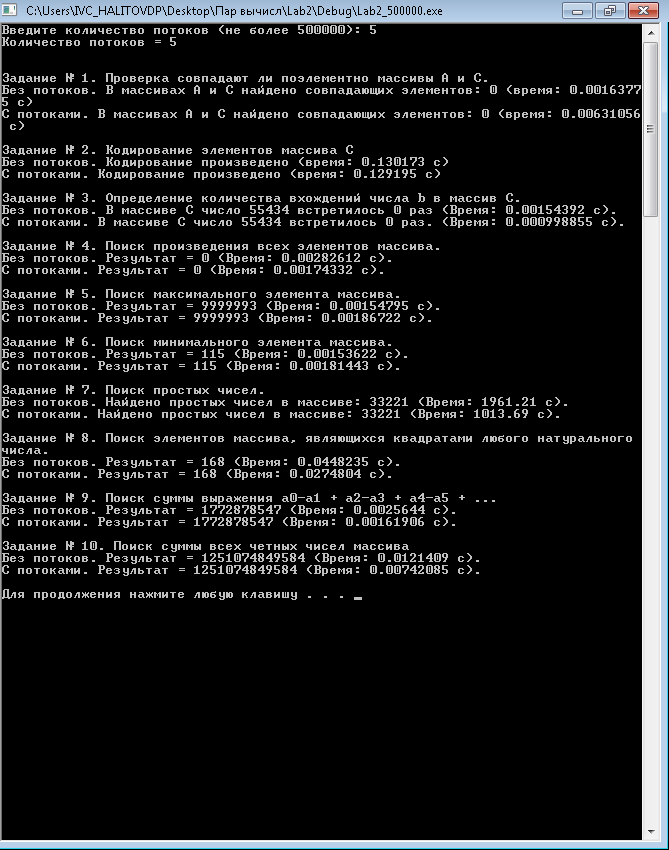 C:\Users\IVC_HALITOVDP\Desktop\Пар вычисл\Lab2\Debug\Lab2_500000.exe
Введите количество потоков (не более 500000): 5
Количество потоков = 5
Задание № 1. Проверка совпадают ли поэлементно массивы A и C.
Без потоков. В массивах A и C найдено совпадающих элементов: 0 (время: 0.0016377
5 с)
С потоками. В массивах A и C найдено совпадающих элементов: 0 (время: 0.00631056
с)
Задание № 2. Кодирование элементов массива C
Без потоков. Кодирование произведено (время: 0.130173 с)
С потоками. Кодирование произведено (время: 0.129195 с)
Задание № 3. Определение количества вхождений числа b в массив C.
Без потоков. В массиве C число 55434 встретилось 0 раз (Время: 0.00154392 с).
С потоками. В массиве C число 55434 встретилось 0 раз. (Время: 0.000998855 с).
Задание № 4. Поиск произведения всех элементов массива.
Без потоков. Результат = 0 (Время: 0.00282612 с).
С потоками. Результат = 0 (Время: 0.00174332 с).
Задание № 5. Поиск максимального элемента массива.
Без потоков. Результат = 9999993 (Время: 0.00154795 с).
С потоками. Результат = 9999993 (Время: 0.00186722 с).
Задание № 6. Поиск минимального элемента массива.
Без потоков. Результат = 115 (Время: 0.00153622 с).
С потоками. Результат = 115 (Время: 0.00181443 с).
Задание № 7. Поиск простых чисел.
Без потоков. Найдено простых чисел в массиве: 33221 (Время: 1961.21 с).
С потоками. Найдено простых чисел в массиве: 33221 (Время: 1013.69 с).
Задание № 8. Поиск элементов массива, являющихся квадратами любого натурального
числа.
Без потоков. Результат = 168 (Время: 0.0448235 с).
С потоками. Результат = 168 (Время: 0.0274804 с).
Задание № 9. Поиск суммы выражения a0-a1 + a2-a3 + a4-a5 + ...
Без потоков. Результат = 1772878547 (Время: 0.0025644 с).
С потоками. Результат = 1772878547 (Время: 0.00161906 с).
Задание № 10. Поиск суммы всех четных чисел массива
Без потоков. Результат = 1251074849584 (Время: 0.0121409 с).
С потоками. Результат = 1251074849584 (Время: 0.00742085 с).
Для продолжения нажмите любую клавишу . . . _